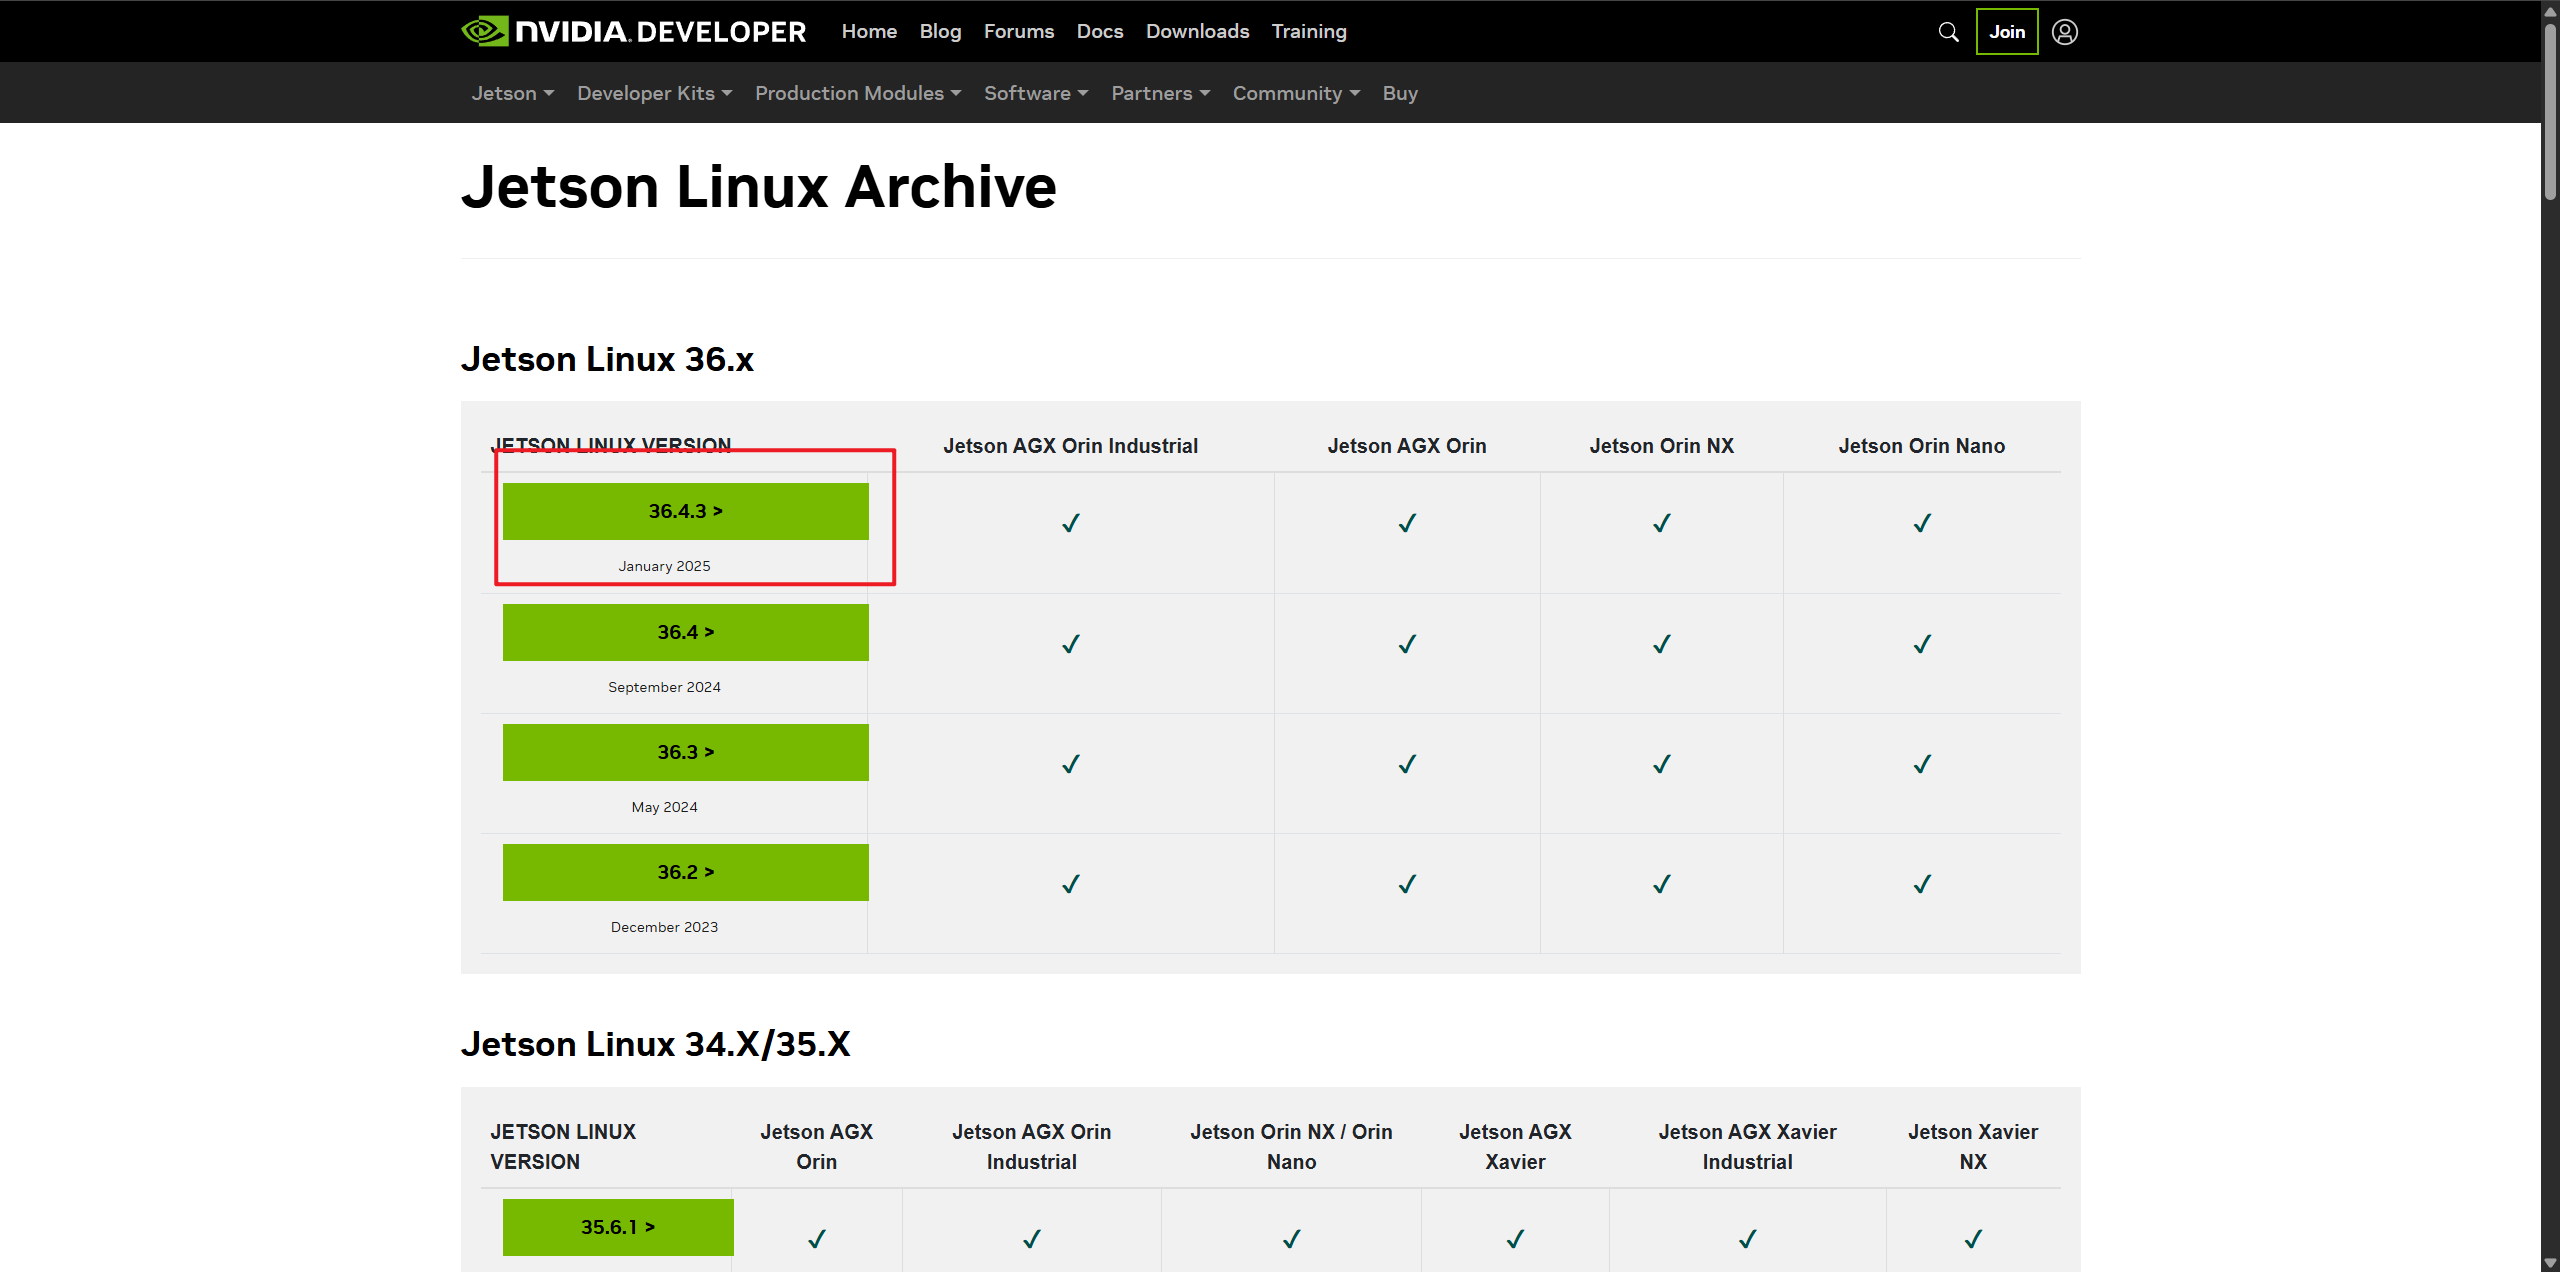 NVIDIA. DEVELOPER Home Blog Forums Docs Downloads Training Join
Jetson Developer Kits Production Modules Software Partners Community Buy
Jetson Linux Archive
Jetson Linux 36.x
JETSON LINUX VERSION Jetson AGX Orin Industrial Jetson AGX Orin Jetson Orin NX Jetson Orin Nano
36.4.3 > ✓ ✓ ✓ ✓
January 2025
36.4 > ✓ ✓ ✓ ✓
September 2024
36.3 > ✓ ✓ ✓ ✓
May 2024
36.2 > ✓ ✓ ✓ ✓
December 2023
Jetson Linux 34.X/35.X
JETSON LINUX Jetson AGX Jetson AGX Orin Jetson Orin NX / Orin Jetson AGX Jetson AGX Xavier Jetson Xavier
VERSION Orin Industrial Nano Xavier Industrial NX
35.6.1 > ✓ ✓ ✓ ✓ ✓ ✓